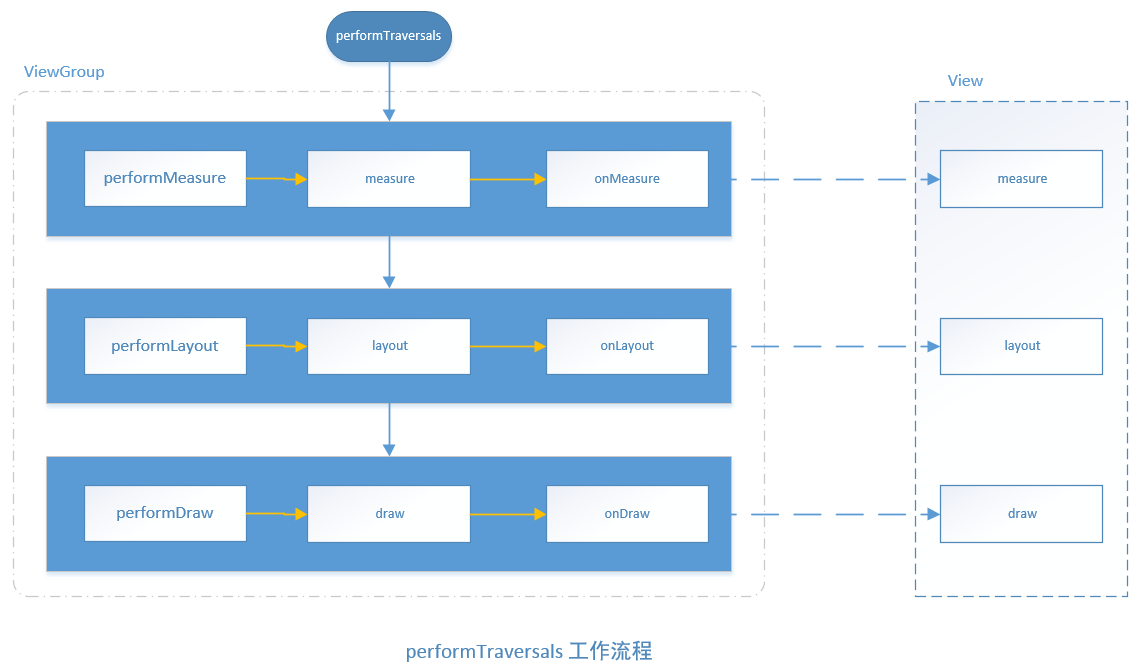 performTraversals
ViewGroup
View
performMeasure
measure
onMeasure
measure
performLayout
layout
onLayout
layout
performDraw
draw
onDraw
draw
performTraversals 工作流程